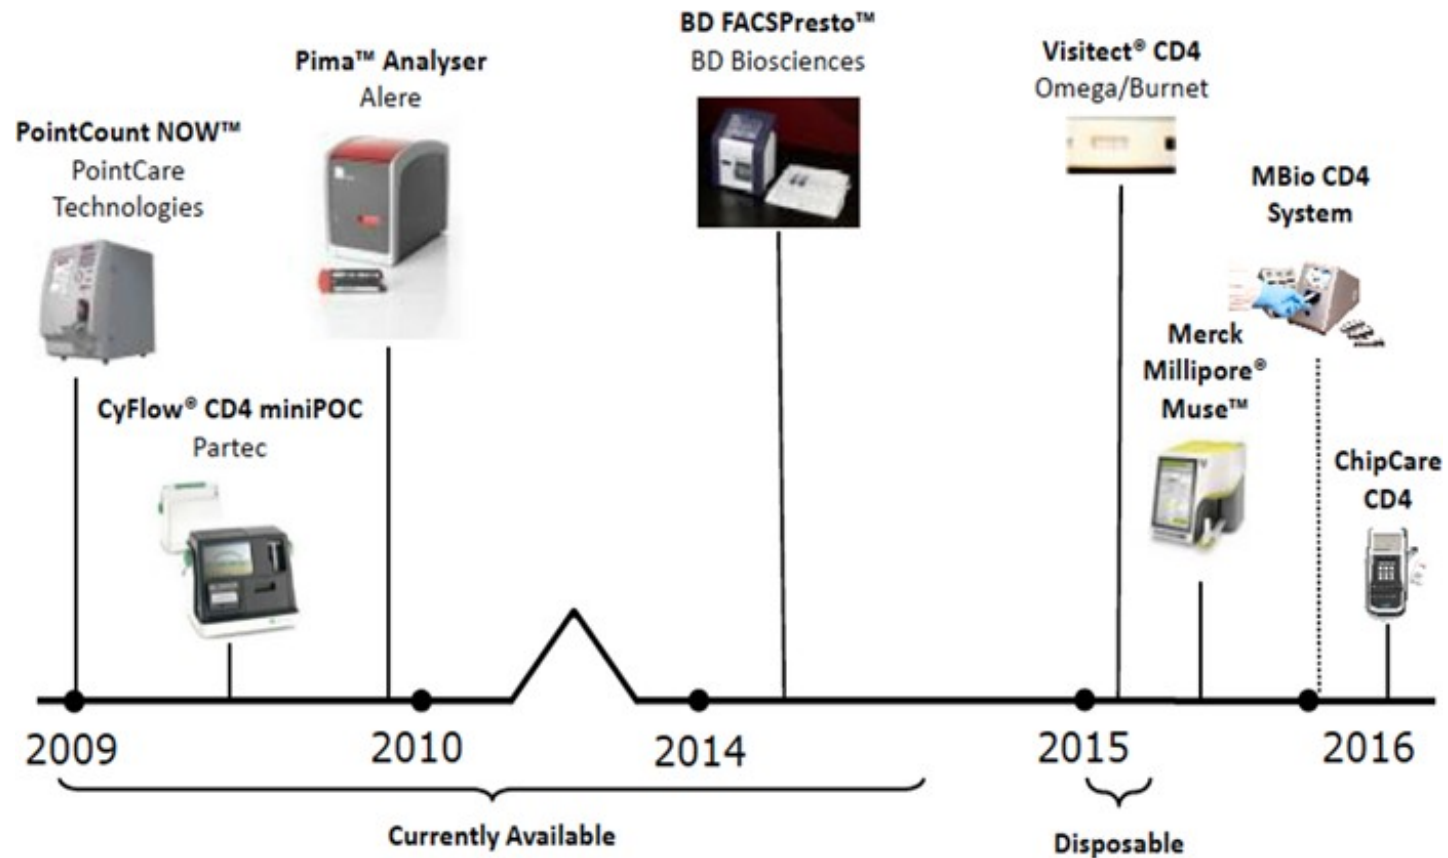 PointCount NOW™
PointCare
Technologies
CyFlow® CD4 miniPOC
Partec
Pima™ Analyser
Alere
BD FACSPresto™
BD Biosciences
Visitect® CD4
Omega/Burnet
Merck
Millipore®
Muse™
MBio CD4
System
ChipCare
CD4
2009
2010
2014
2015
2016
Currently Available
Disposable